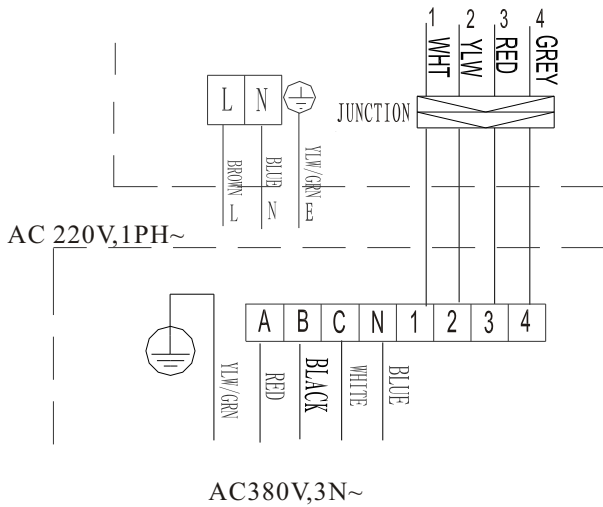 1 2 3 4
WHT YLW RED GREY
L N
JUNCTION
BROWN BLUE YLW/GRN
L N E
AC 220V,1PH~
A B C N 1 2 3 4
YLW/GRN RED BLACK WHITE BLUE
AC380V,3N~